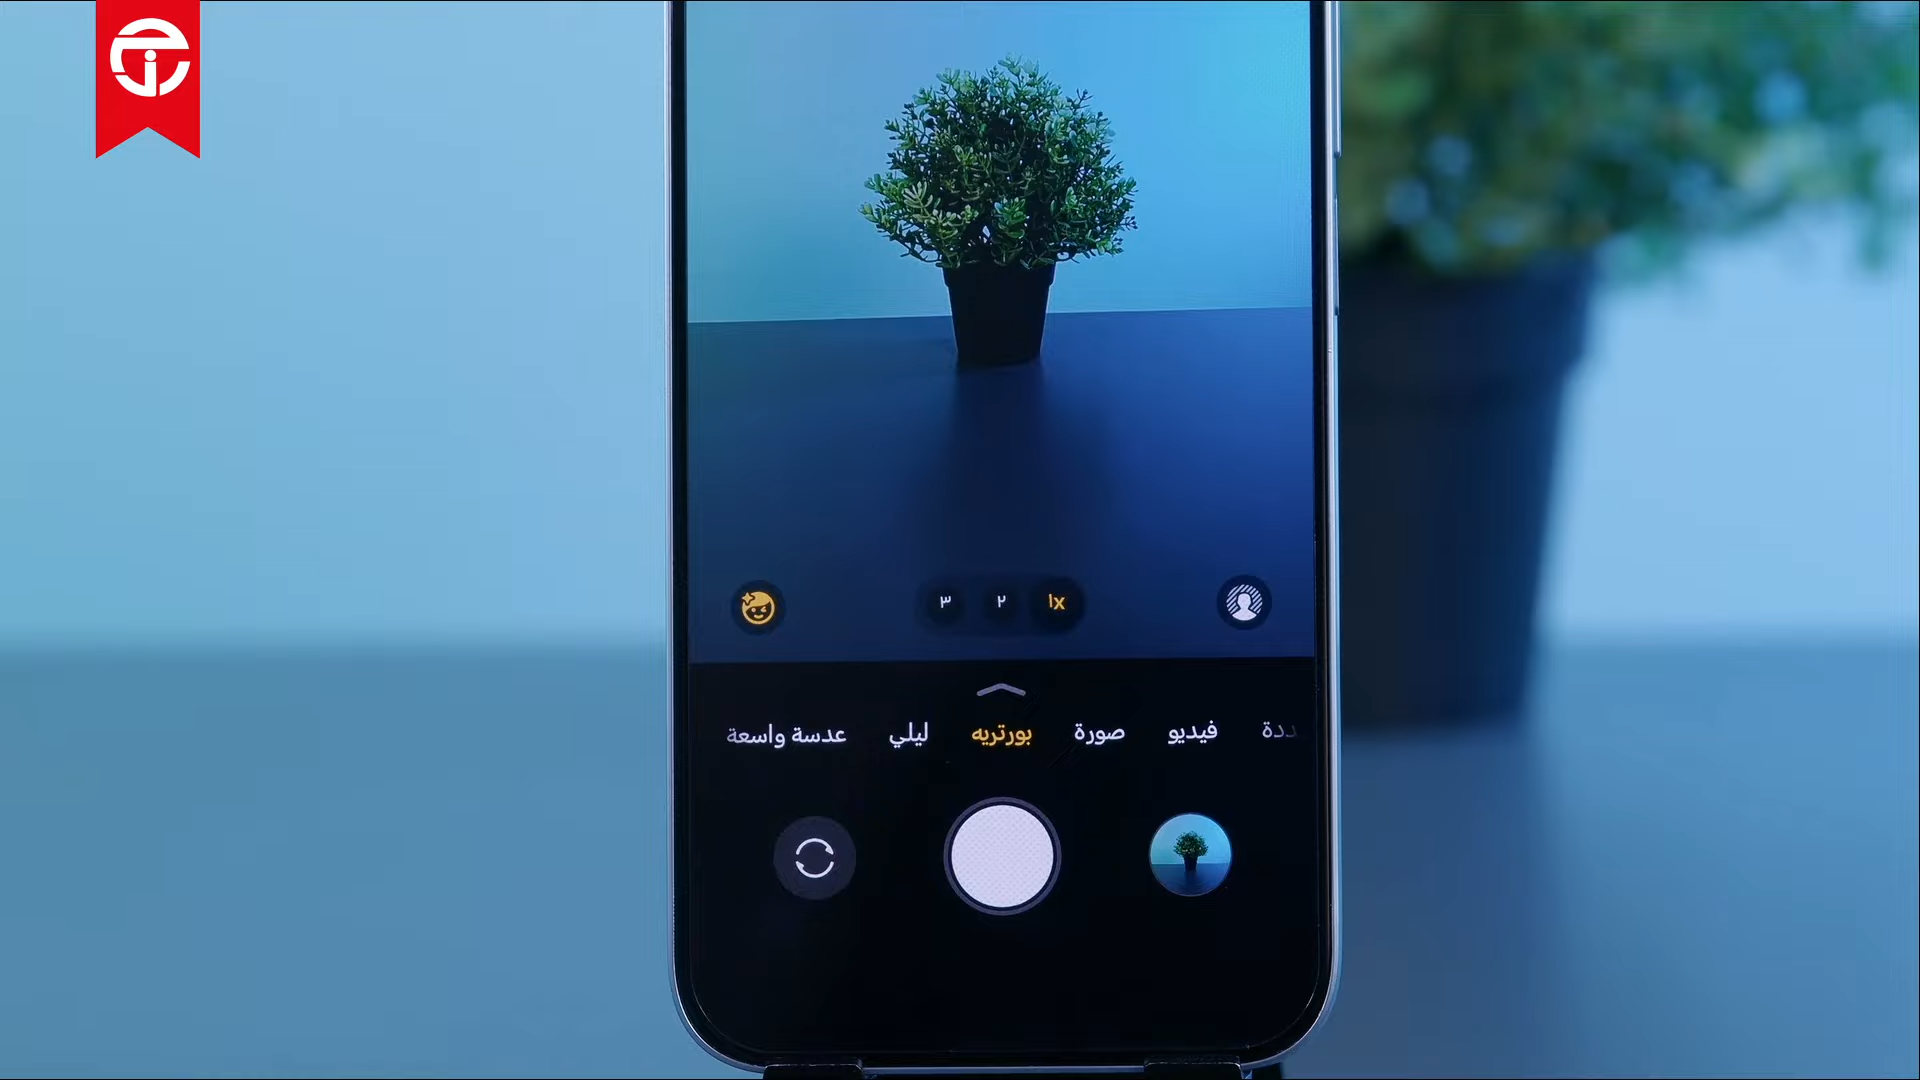 1x ٢ ٣
فيديو صورة بورتريه ليلي عدسة واسعة